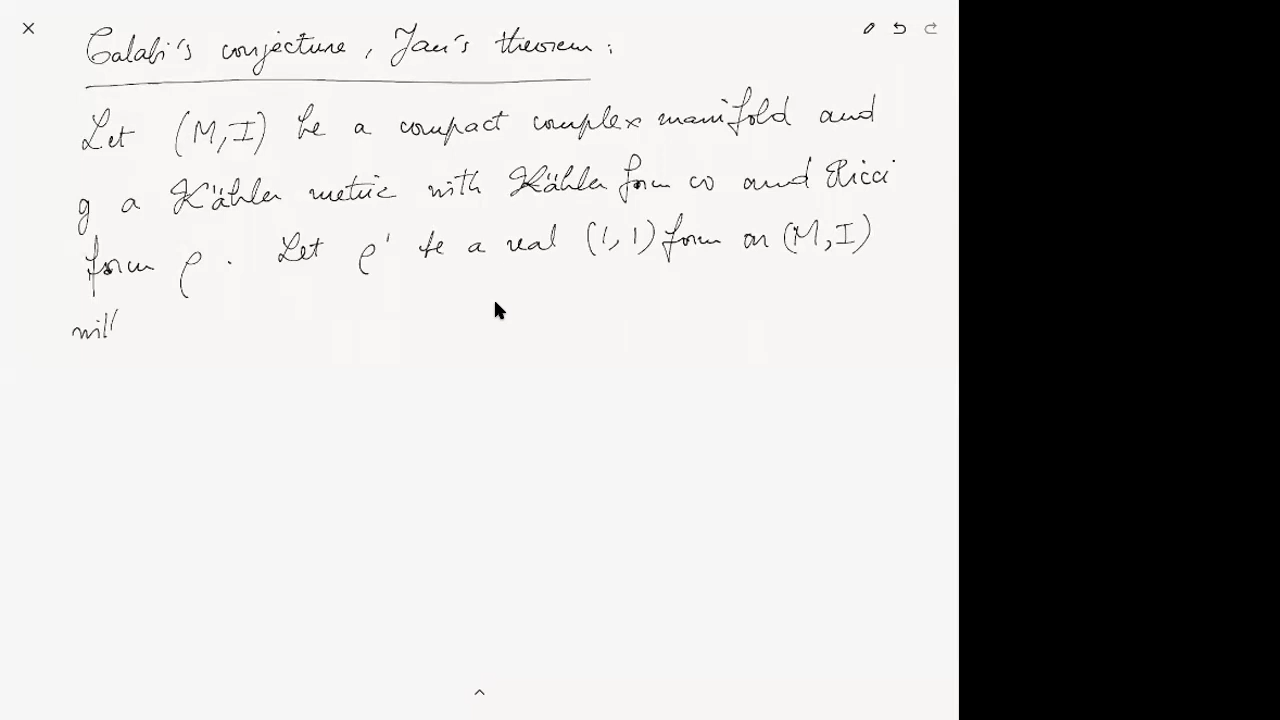 Calabi's conjecture, Yau's theorem:
Let (M, I) be a compact complex manifold and
g a Kähler metric with Kähler form ω and Ricci
form ρ. Let ρ' be a real (1,1) form on (M, I)
wit